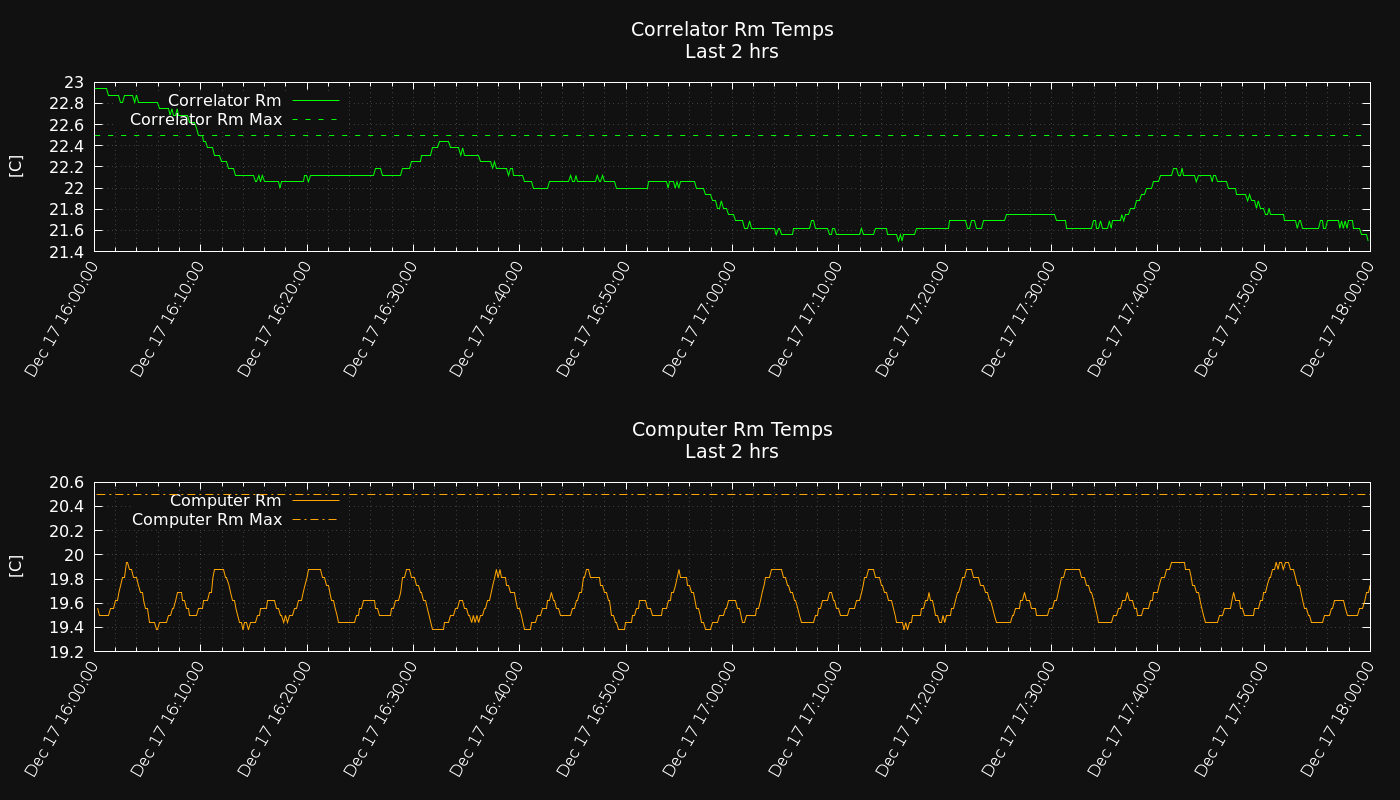 Correlator Rm Temps
Last 2 hrs
[C]
23
22.8
22.6
22.4
22.2
22
21.8
21.6
21.4
Correlator Rm
Correlator Rm Max
Dec 17 16:00:00
Dec 17 16:10:00
Dec 17 16:20:00
Dec 17 16:30:00
Dec 17 16:40:00
Dec 17 16:50:00
Dec 17 17:00:00
Dec 17 17:10:00
Dec 17 17:20:00
Dec 17 17:30:00
Dec 17 17:40:00
Dec 17 17:50:00
Dec 17 18:00:00
Computer Rm Temps
Last 2 hrs
[C]
20.6
20.4
20.2
20
19.8
19.6
19.4
19.2
Computer Rm
Computer Rm Max
Dec 17 16:00:00
Dec 17 16:10:00
Dec 17 16:20:00
Dec 17 16:30:00
Dec 17 16:40:00
Dec 17 16:50:00
Dec 17 17:00:00
Dec 17 17:10:00
Dec 17 17:20:00
Dec 17 17:30:00
Dec 17 17:40:00
Dec 17 17:50:00
Dec 17 18:00:00